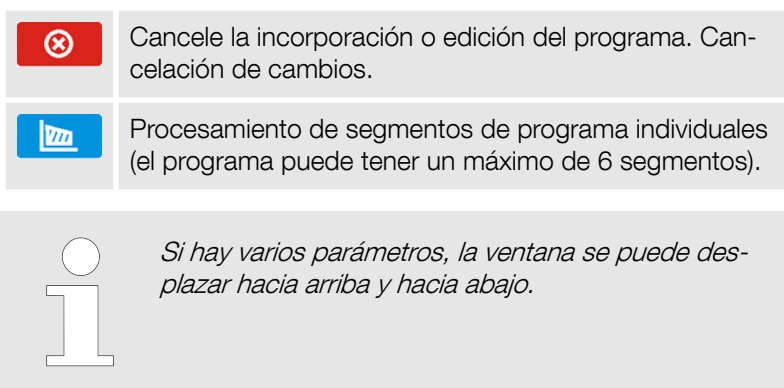 Cancele la incorporación o edición del programa. Can-
celación de cambios.
Procesamiento de segmentos de programa individuales
(el programa puede tener un máximo de 6 segmentos).
Si hay varios parámetros, la ventana se puede des-
plazar hacia arriba y hacia abajo.